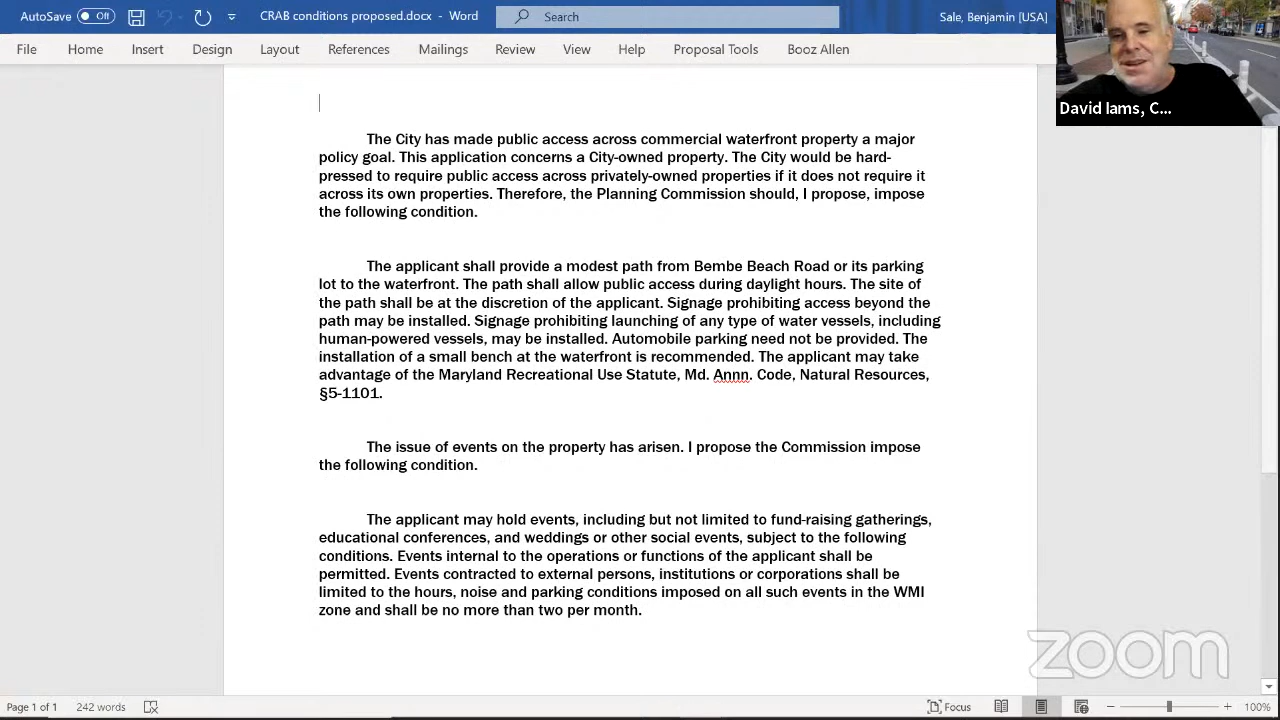 AutoSave Off CRAB conditions proposed.docx - Word Search Sale, Benjamin [USA]
File Home Insert Design Layout References Mailings Review View Help Proposal Tools Booz Allen
David Iams, C...
The City has made public access across commercial waterfront property a major
policy goal. This application concerns a City-owned property. The City would be hard-
pressed to require public access across privately-owned properties if it does not require it
across its own properties. Therefore, the Planning Commission should, I propose, impose
the following condition.
The applicant shall provide a modest path from Bembe Beach Road or its parking
lot to the waterfront. The path shall allow public access during daylight hours. The site of
the path shall be at the discretion of the applicant. Signage prohibiting access beyond the
path may be installed. Signage prohibiting launching of any type of water vessels, including
human-powered vessels, may be installed. Automobile parking need not be provided. The
installation of a small bench at the waterfront is recommended. The applicant may take
advantage of the Maryland Recreational Use Statute, Md. Annn. Code, Natural Resources,
§5-1101.
The issue of events on the property has arisen. I propose the Commission impose
the following condition.
The applicant may hold events, including but not limited to fund-raising gatherings,
educational conferences, and weddings or other social events, subject to the following
conditions. Events internal to the operations or functions of the applicant shall be
permitted. Events contracted to external persons, institutions or corporations shall be
limited to the hours, noise and parking conditions imposed on all such events in the WMI
zone and shall be no more than two per month.
zoom
Page 1 of 1 242 words Focus 100%